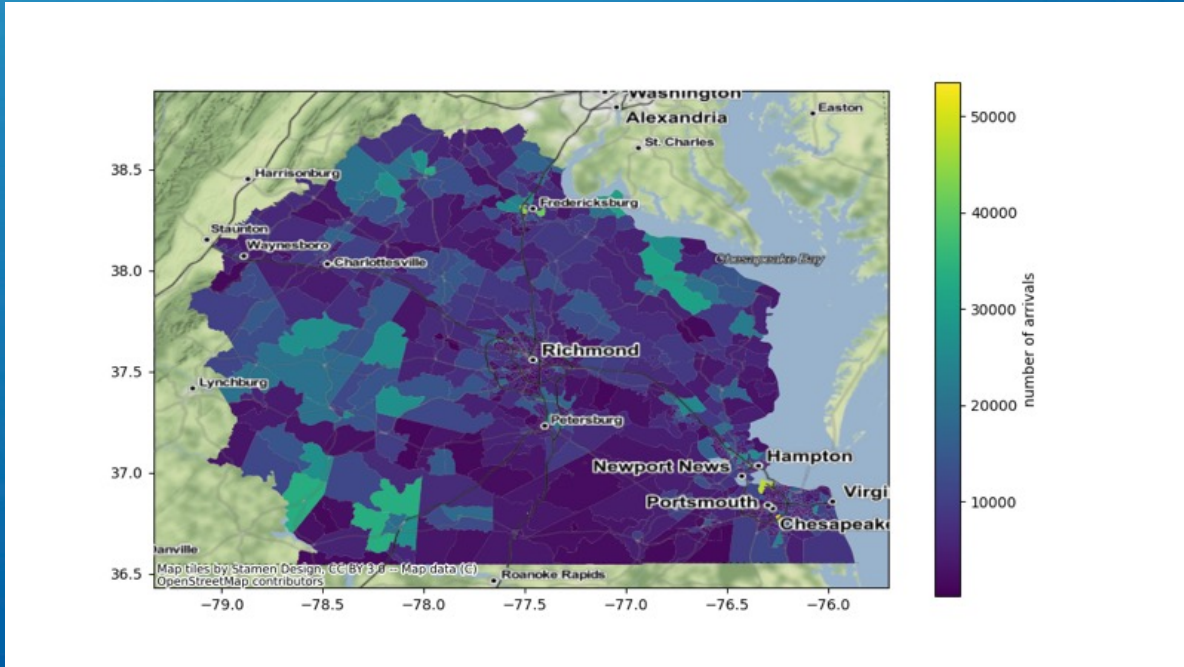 Washington
Alexandria
Easton
St. Charles
Harrisonburg
Fredericksburg
Staunton
Waynesboro
Charlottesville
Chesapeake Bay
Richmond
Lynchburg
Petersburg
Hampton
Newport News
Virgi
Portsmouth
Chesapeake
anville
Map tiles by Stamen Design, CC BY 3.0 -- Map data (C)
OpenStreetMap contributors
Roanoke Rapids
38.5
38.0
37.5
37.0
36.5
−79.0 −78.5 −78.0 −77.5 −77.0 −76.5 −76.0
50000
40000
30000
20000
10000
number of arrivals